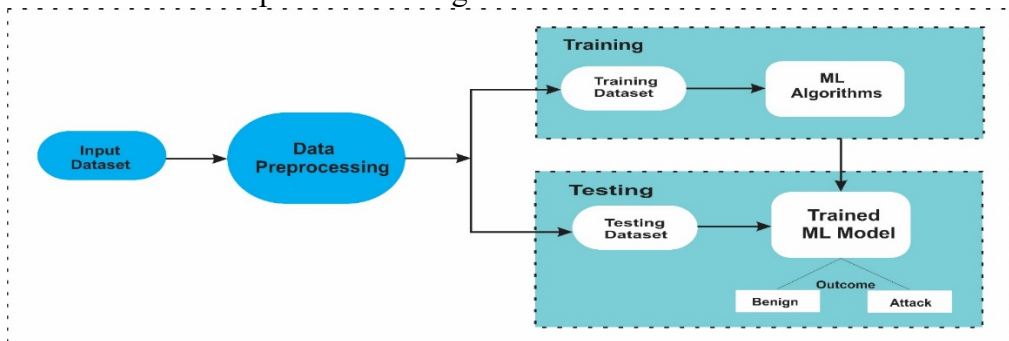 Training
Training
Dataset
ML
Algorithms
Input
Dataset
Data
Preprocessing
Testing
Testing
Dataset
Trained
ML Model
Outcome
Benign
Attack